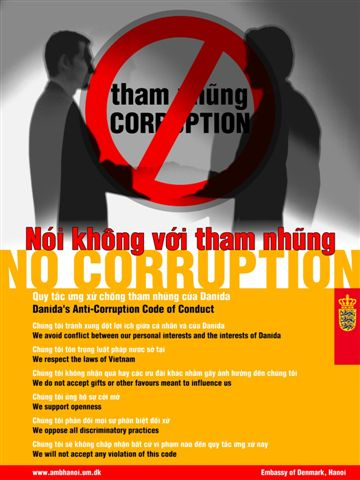 tham nhũng
CORRUPTION
Nói không với tham nhũng
NO CORRUPTION
Quy tắc ứng xử chống tham nhũng của Danida
Danida's Anti-Corruption Code of Conduct
Chúng tôi tránh xung đột lợi ích giữa cá nhân và của Danida
We avoid conflict between our personal interests and the interests of Danida
Chúng tôi tôn trọng luật pháp nước sở tại
We respect the laws of Vietnam
Chúng tôi không nhận quà hay các ưu đãi khác nhằm gây ảnh hưởng đến chúng tôi
We do not accept gifts or other favours meant to influence us
Chúng tôi ủng hộ sự cởi mở
We support openness
Chúng tôi phản đối mọi sự phân biệt đối xử
We oppose all discriminatory practices
Chúng tôi sẽ không chấp nhận bất cứ vi phạm nào đến quy tắc ứng xử này
We will not accept any violation of this code
www.ambhanoi.um.dk
Embassy of Denmark, Hanoi